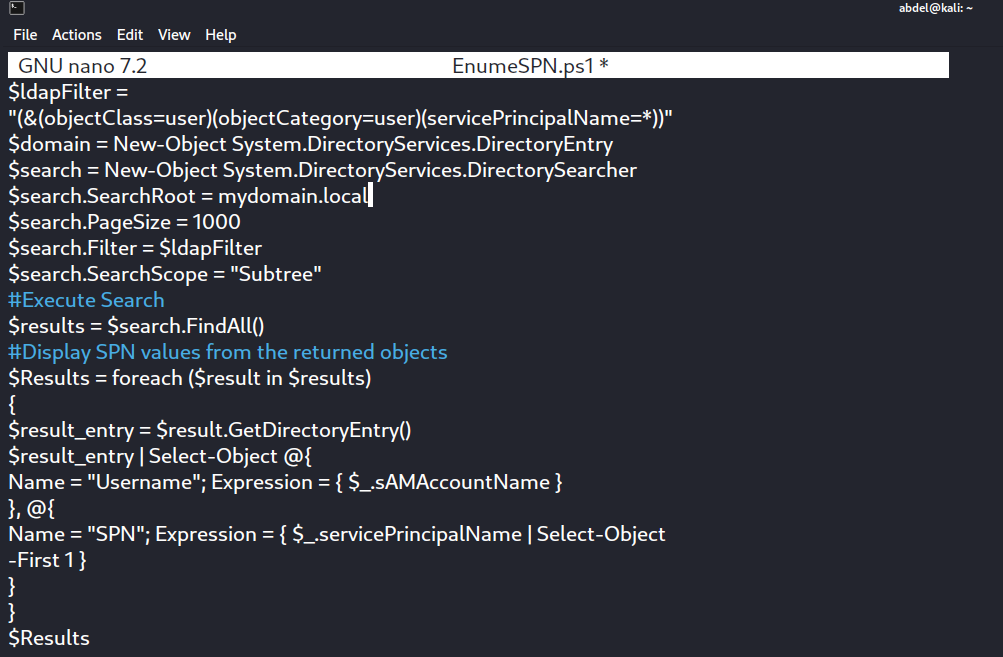 abdel@kali: ~
File Actions Edit View Help
GNU nano 7.2 EnumeSPN.ps1 *
$ldapFilter =
"(&(objectClass=user)(objectCategory=user)(servicePrincipalName=*))"
$domain = New-Object System.DirectoryServices.DirectoryEntry
$search = New-Object System.DirectoryServices.DirectorySearcher
$search.SearchRoot = mydomain.local
$search.PageSize = 1000
$search.Filter = $ldapFilter
$search.SearchScope = "Subtree"
#Execute Search
$results = $search.FindAll()
#Display SPN values from the returned objects
$Results = foreach ($result in $results)
{
$result_entry = $result.GetDirectoryEntry()
$result_entry | Select-Object @{
Name = "Username"; Expression = { $_.sAMAccountName }
}, @{
Name = "SPN"; Expression = { $_.servicePrincipalName | Select-Object
-First 1 }
}
}
$Results